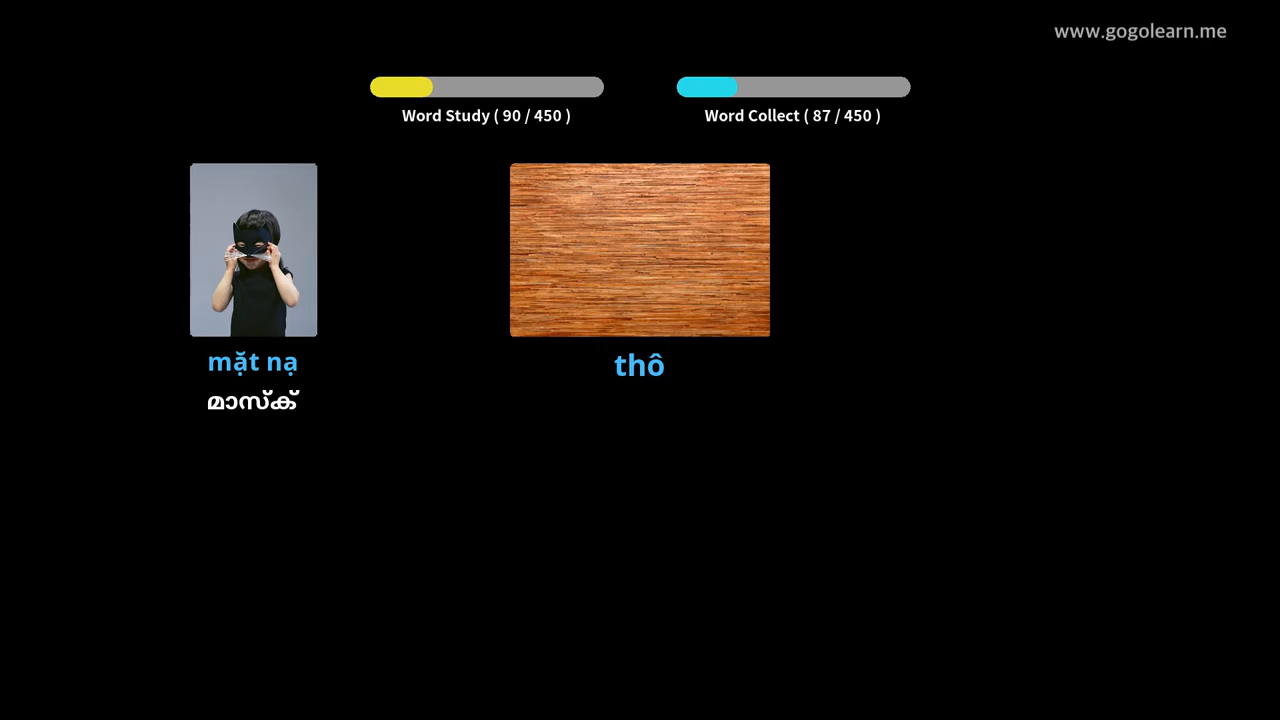 www.gogolearn.me
Word Study ( 90 / 450 )
Word Collect ( 87 / 450 )
mặt nạ
thô
മാസ്ക്